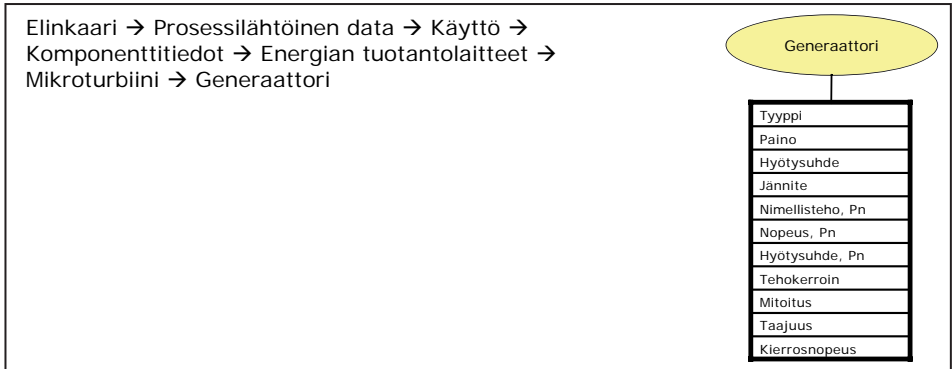 Elinkaari → Prosessilähtöinen data → Käyttö →
Komponenttitiedot → Energian tuotantolaitteet →
Mikroturbiini → Generaattori
Generaattori
Tyyppi
Paino
Hyötysuhde
Jännite
Nimellisteho, Pn
Nopeus, Pn
Hyötysuhde, Pn
Tehokerroin
Mitoitus
Taajuus
Kierrosnopeus